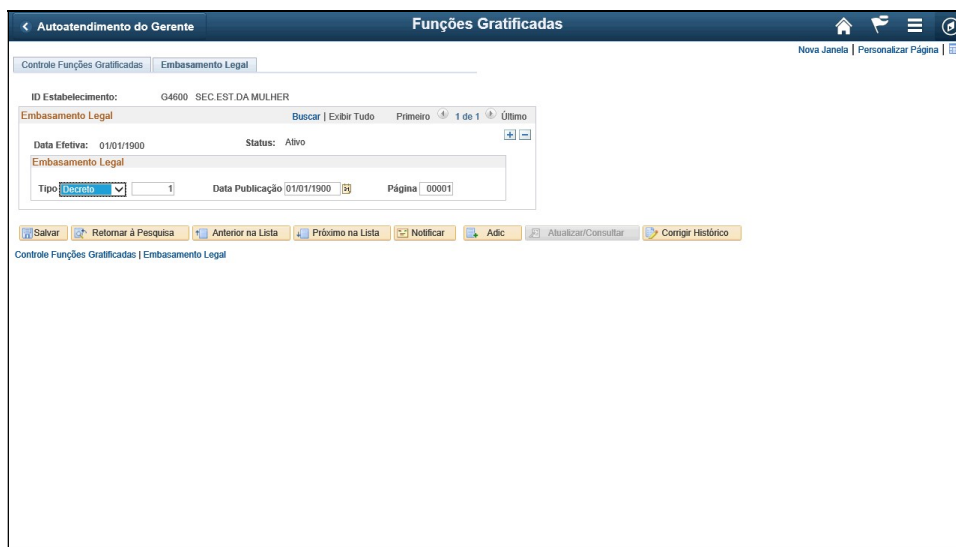 Autoatendimento do Gerente Funções Gratificadas
Nova Janela | Personalizar Página |
Controle Funções Gratificadas Embasamento Legal
ID Estabelecimento: G4600 SEC.EST.DA MULHER
Embasamento Legal Buscar | Exibir Tudo Primeiro 1 de 1 Último
Data Efetiva: 01/01/1900 Status: Ativo
Embasamento Legal
Tipo Decreto 1 Data Publicação 01/01/1900 31 Página 00001
Salvar Retornar à Pesquisa Anterior na Lista Próximo na Lista Notificar Adic Atualizar/Consultar Corrigir Histórico
Controle Funções Gratificadas | Embasamento Legal